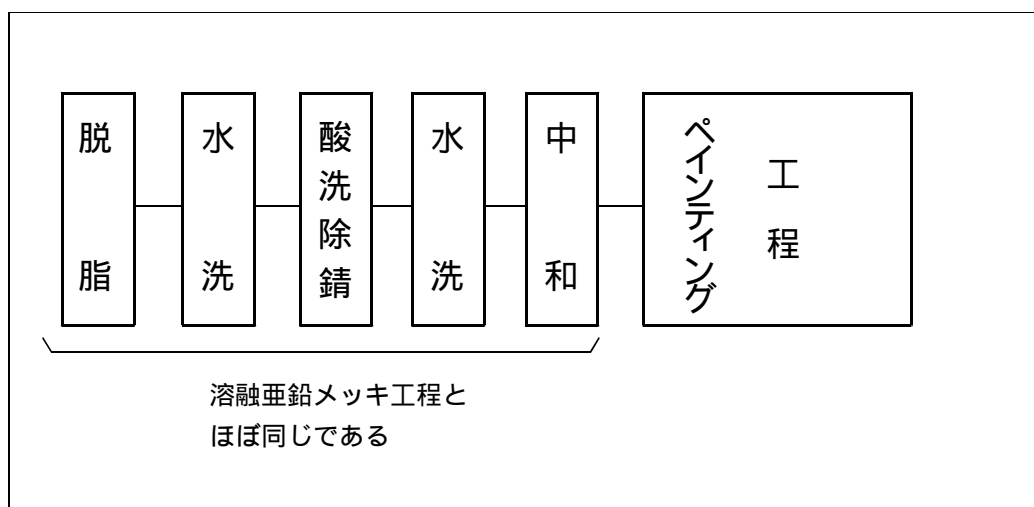 脱脂
水洗
酸洗除錆
水洗
中和
ペインティング
工程
溶融亜鉛メッキ工程と
ほぼ同じである